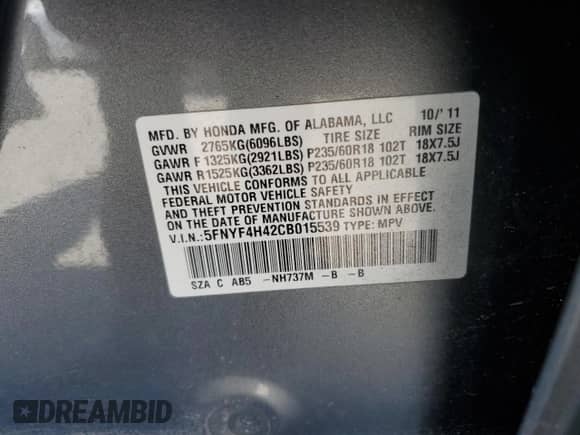 MFD. BY HONDA MFG. OF ALABAMA, LLC 10/'11
GVWR 2765KG(6096LBS) TIRE SIZE RIM SIZE
GAWR F 1325KG(2921LBS) P235/60R18 102T 18X7.5J
GAWR R 1525KG(3362LBS) P235/60R18 102T 18X7.5J
THIS VEHICLE CONFORMS TO ALL APPLICABLE
FEDERAL MOTOR VEHICLE SAFETY
AND THEFT PREVENTION STANDARDS IN EFFECT
ON THE DATE OF MANUFACTURE SHOWN ABOVE.
V.I.N.: 5FNYF4H42CB015539 TYPE: MPV
SZA C AB5 -NH737M -B -B
DREAMBID